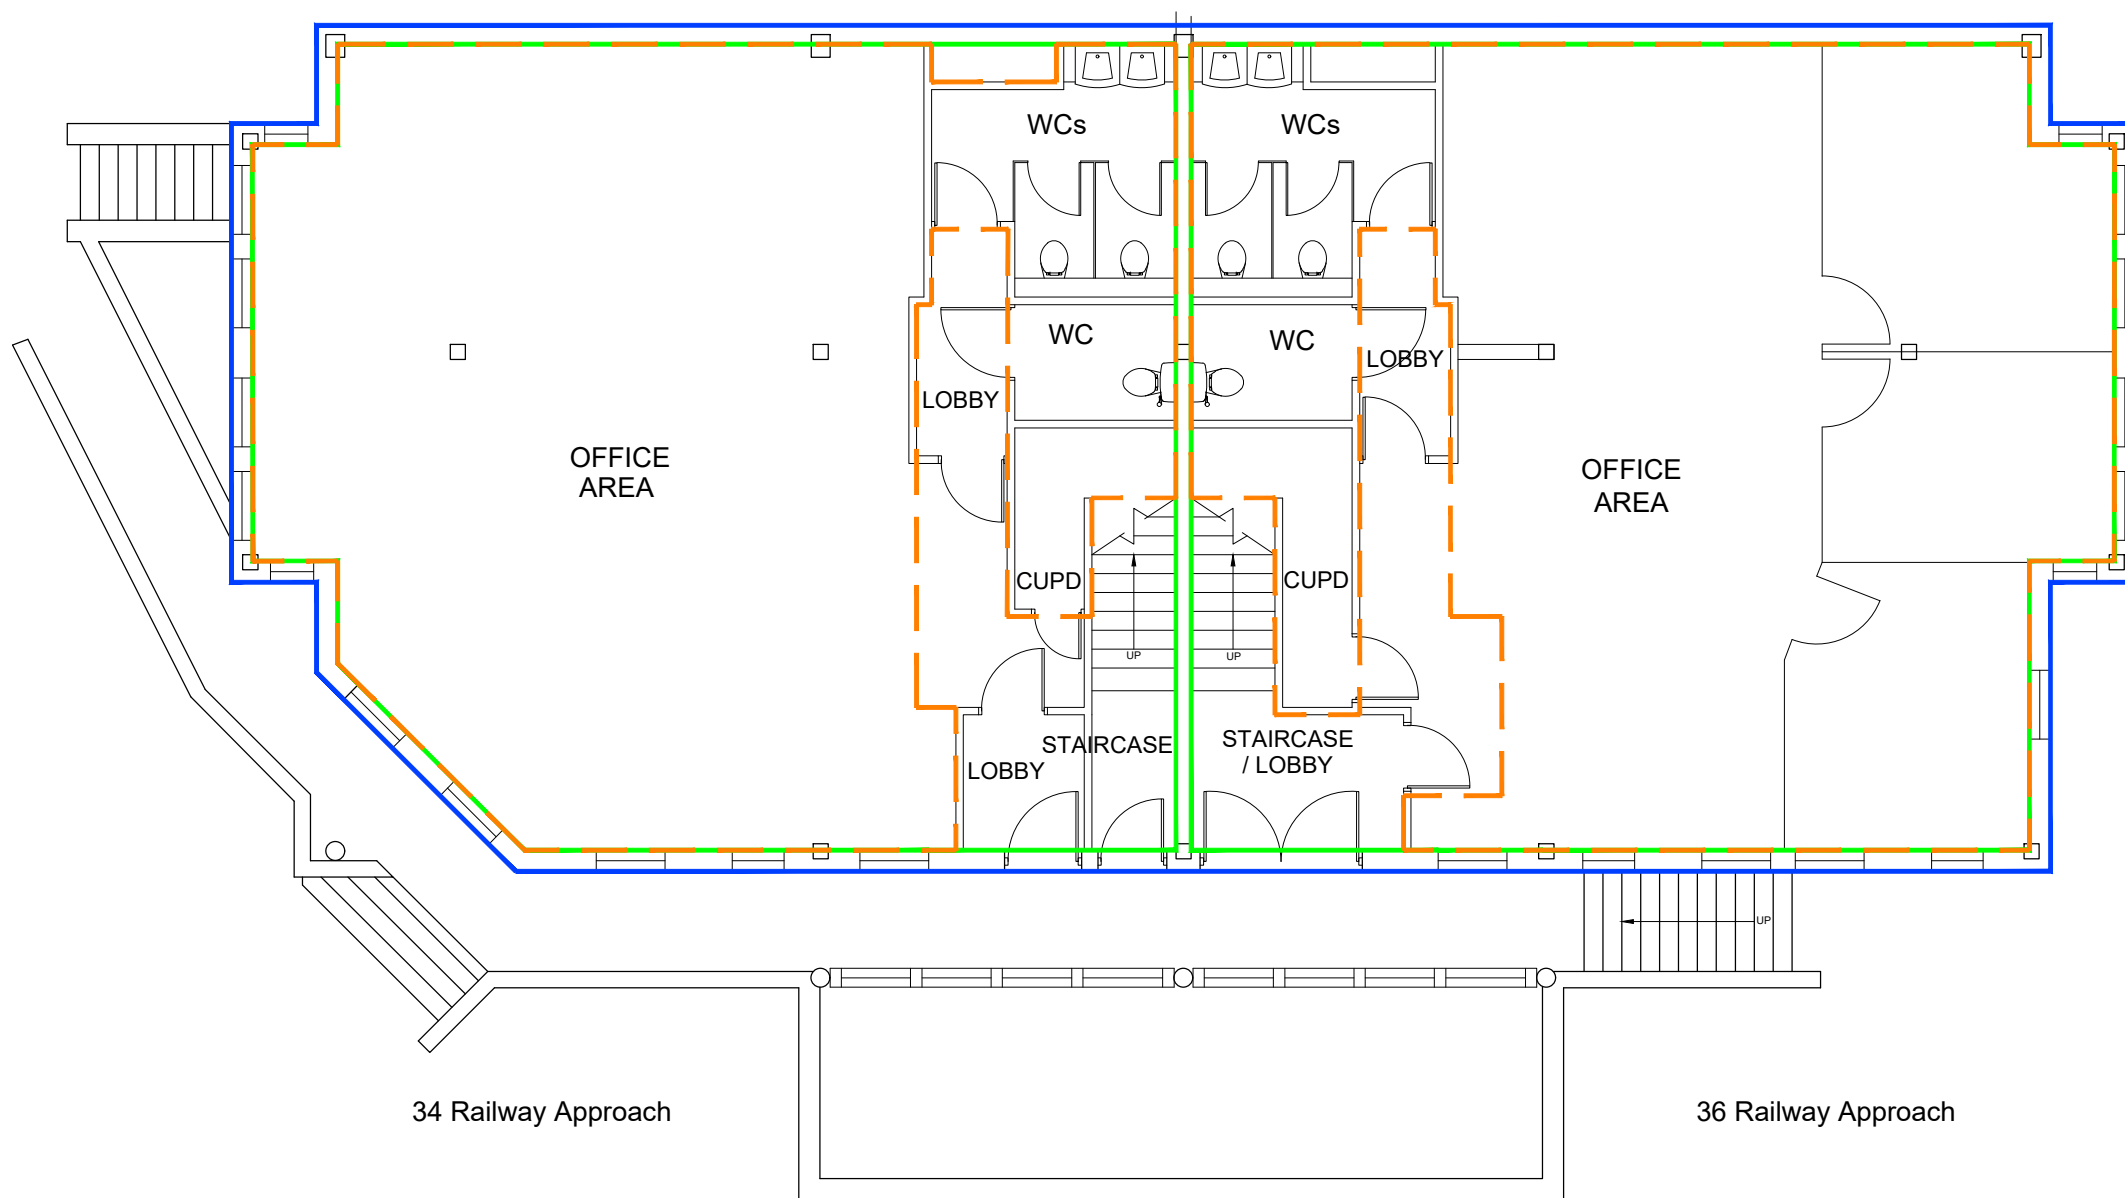 WCs
WCs
WC
WC
LOBBY
LOBBY
OFFICE
AREA
OFFICE
AREA
CUPD
CUPD
UP
UP
STAIRCASE
STAIRCASE
/ LOBBY
LOBBY
UP
34 Railway Approach
36 Railway Approach